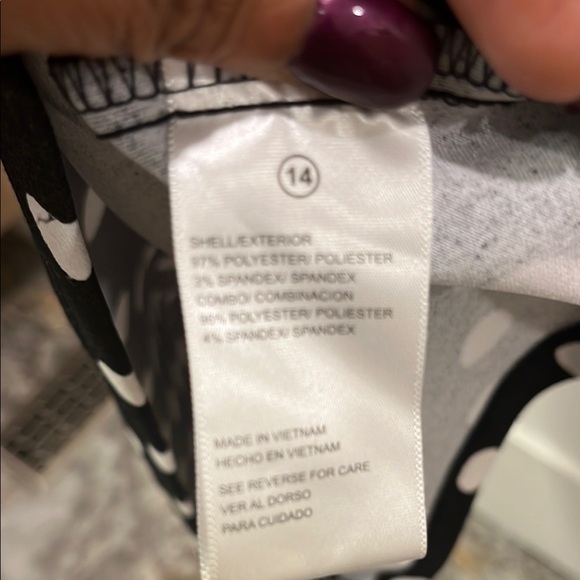 14
SHELL/EXTERIOR
97% POLYESTER/ POLIESTER
3% SPANDEX/ SPANDEX
COMBO/ COMBINACION
96% POLYESTER/ POLIESTER
4% SPANDEX/ SPANDEX
MADE IN VIETNAM
HECHO EN VIETNAM
SEE REVERSE FOR CARE
VER AL DORSO
PARA CUIDADO